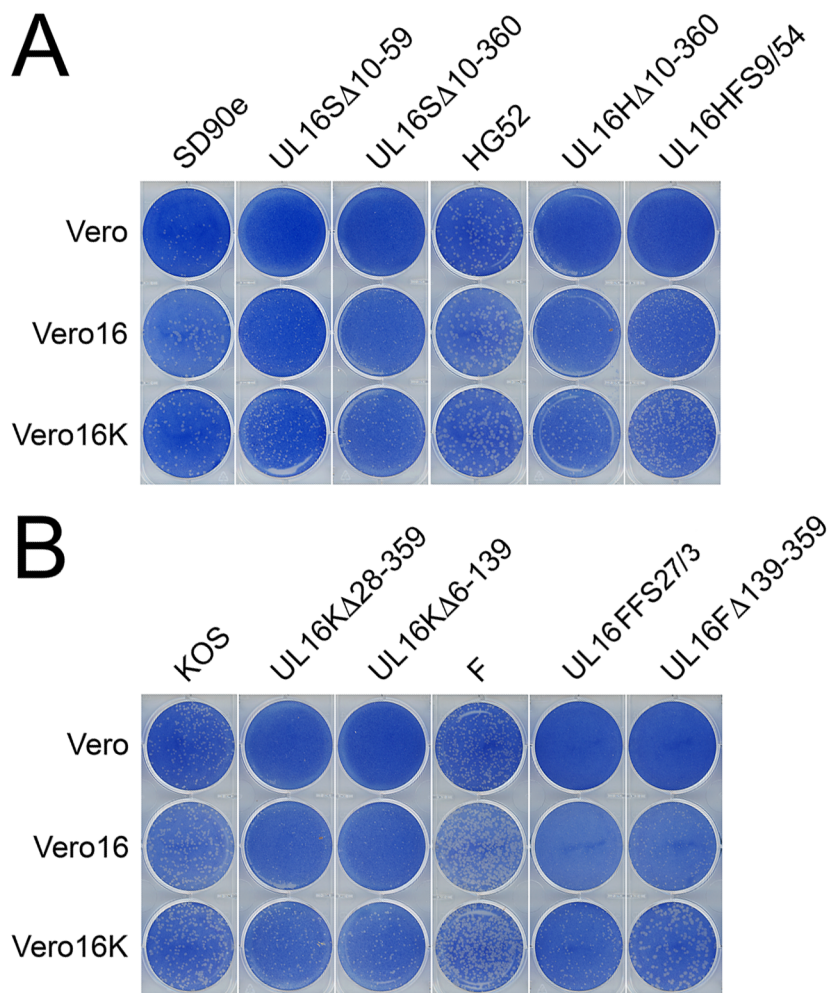 A
SD90e
UL16SΔ10-59
UL16SΔ10-360
HG52
UL16HΔ10-360
UL16HFS9/54
Vero
Vero16
Vero16K
B
KOS
UL16KΔ28-359
UL16KΔ6-139
F
UL16FFS27/3
UL16FΔ139-359
Vero
Vero16
Vero16K